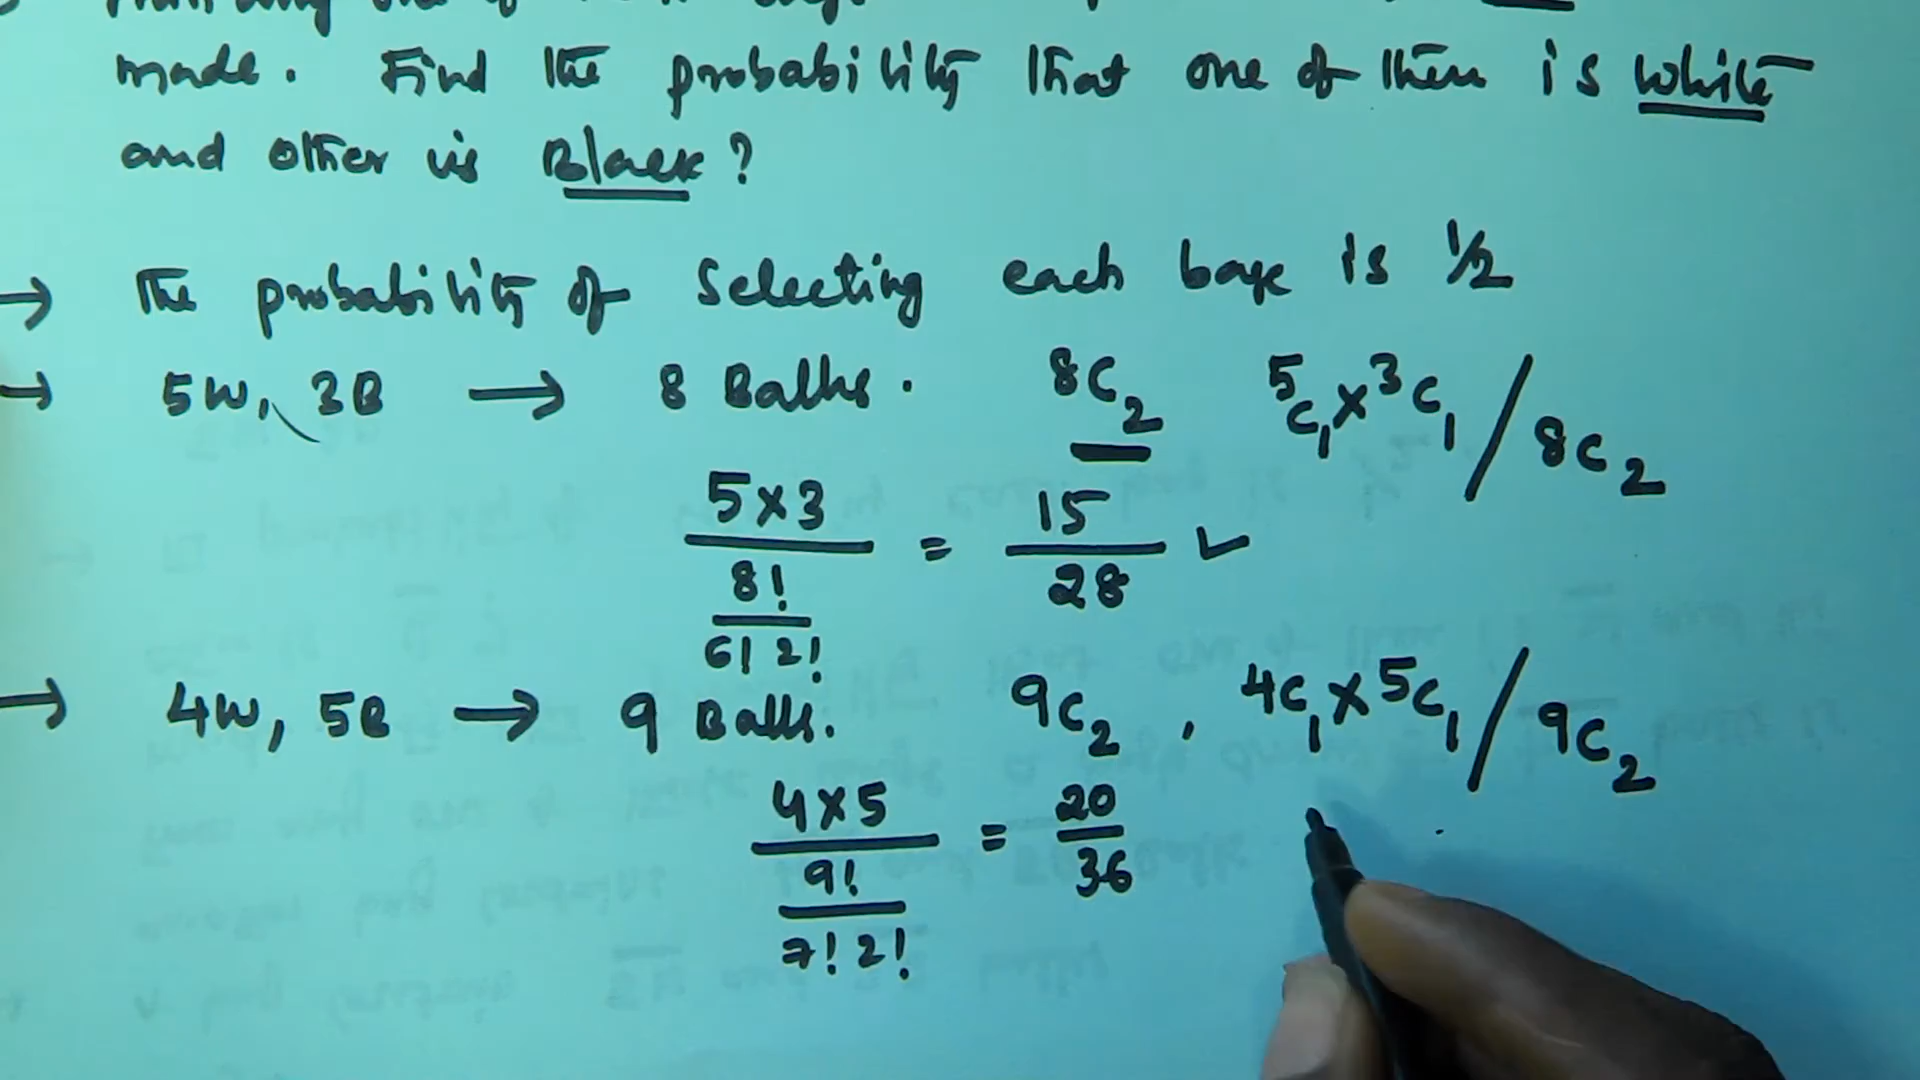 one of
made. Find the probability that one of them is white
and other is Black?
→ The probability of selecting each bag is 1/2
→ 5W, 3B → 8 Balls. 8C₂ ⁵C₁×³C₁/8C₂
5×3 / (8!/6!2!) = 15/28 ✓
→ 4W, 5B → 9 Balls. 9C₂, 4C₁×⁵C₁/9C₂
4×5 / (9!/7!2!) = 20/36